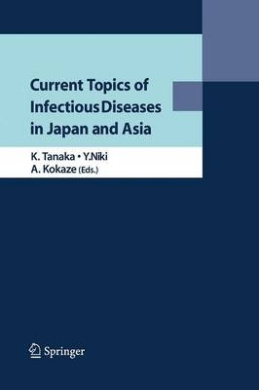 Current Topics of
Infectious Diseases
in Japan and Asia
K. Tanaka • Y.Niki
A. Kokaze (Eds.)
Springer